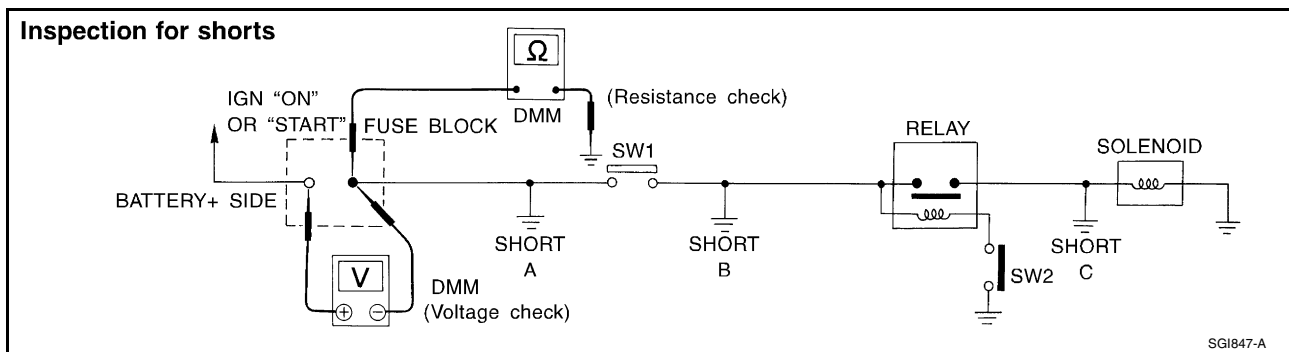 Inspection for shorts
IGN “ON”
OR “START”
FUSE BLOCK
BATTERY+ SIDE
Ω
DMM
(Resistance check)
V
+ −
DMM
(Voltage check)
SHORT
A
SW1
SHORT
B
RELAY
SW2
SHORT
C
SOLENOID
SGI847-A